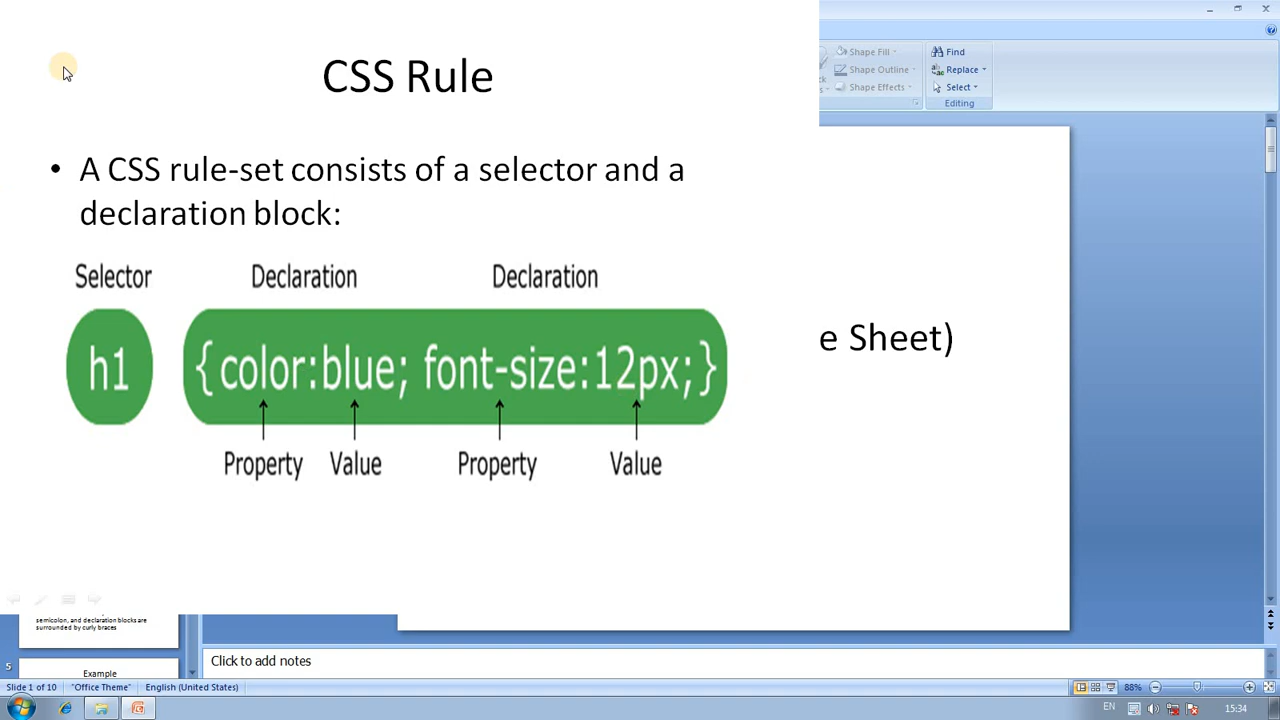 CSS Rule
• A CSS rule-set consists of a selector and a
declaration block:
Selector Declaration Declaration
h1 {color:blue; font-size:12px;}
Property Value Property Value
Shape Fill
Shape Outline
Shape Effects
Find
Replace
Select
Editing
e Sheet)
semicolon, and declaration blocks are
surrounded by curly braces
5
Example
Click to add notes
Slide 1 of 10 "Office Theme" English (United States) 88%
EN 15:34